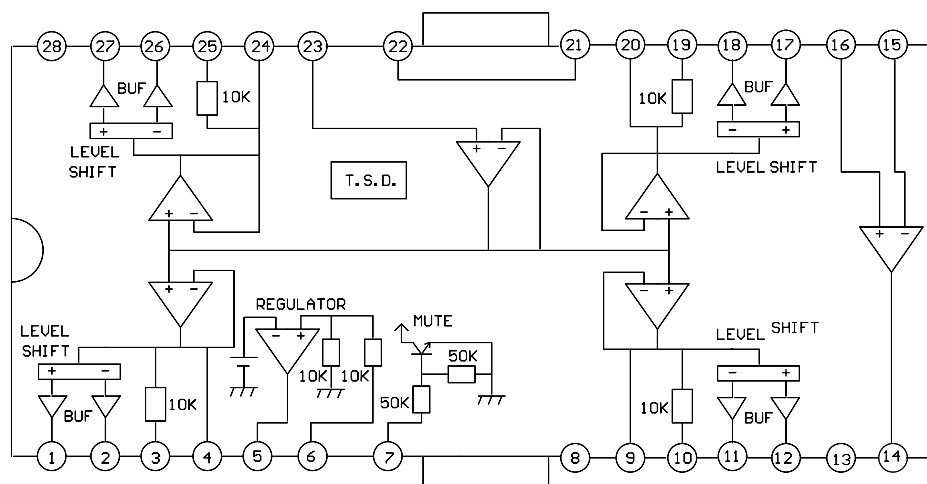 28 27 26 25 24 23 22 21 20 19 18 17 16 15
BUF
10K
10K
BUF
+ -
+ -
- +
LEVEL
SHIFT
T.S.D.
LEVEL SHIFT
+ -
- +
+ -
+ -
- +
REGULATOR
- +
MUTE
LEVEL SHIFT
LEVEL
SHIFT
50K
+ -
- +
10K
10K 10K
50K
10K
BUF
BUF
1 2 3 4 5 6 7 8 9 10 11 12 13 14